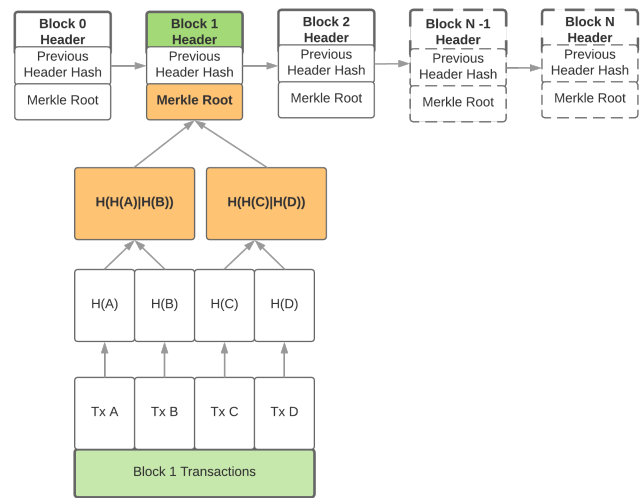 Block 0
Header
Previous
Header Hash
Merkle Root
Block 1
Header
Previous
Header Hash
Merkle Root
Block 2
Header
Previous
Header Hash
Merkle Root
Block N -1
Header
Previous
Header Hash
Merkle Root
Block N
Header
Previous
Header Hash
Merkle Root
H(H(A)|H(B))
H(H(C)|H(D))
H(A)
H(B)
H(C)
H(D)
Tx A
Tx B
Tx C
Tx D
Block 1 Transactions